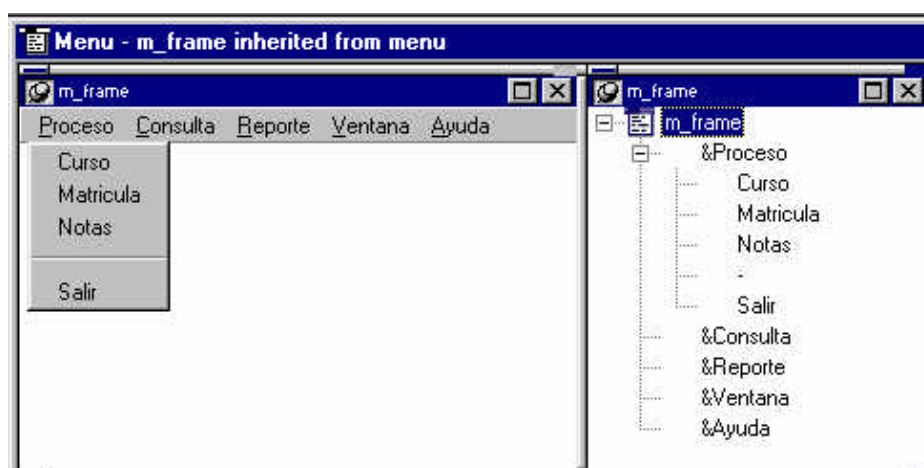 Menu - m_frame inherited from menu
m_frame
Proceso Consulta Reporte Ventana Ayuda
Curso
Matricula
Notas
Salir
m_frame
m_frame
&Proceso
Curso
Matricula
Notas
-
Salir
&Consulta
&Reporte
&Ventana
&Ayuda